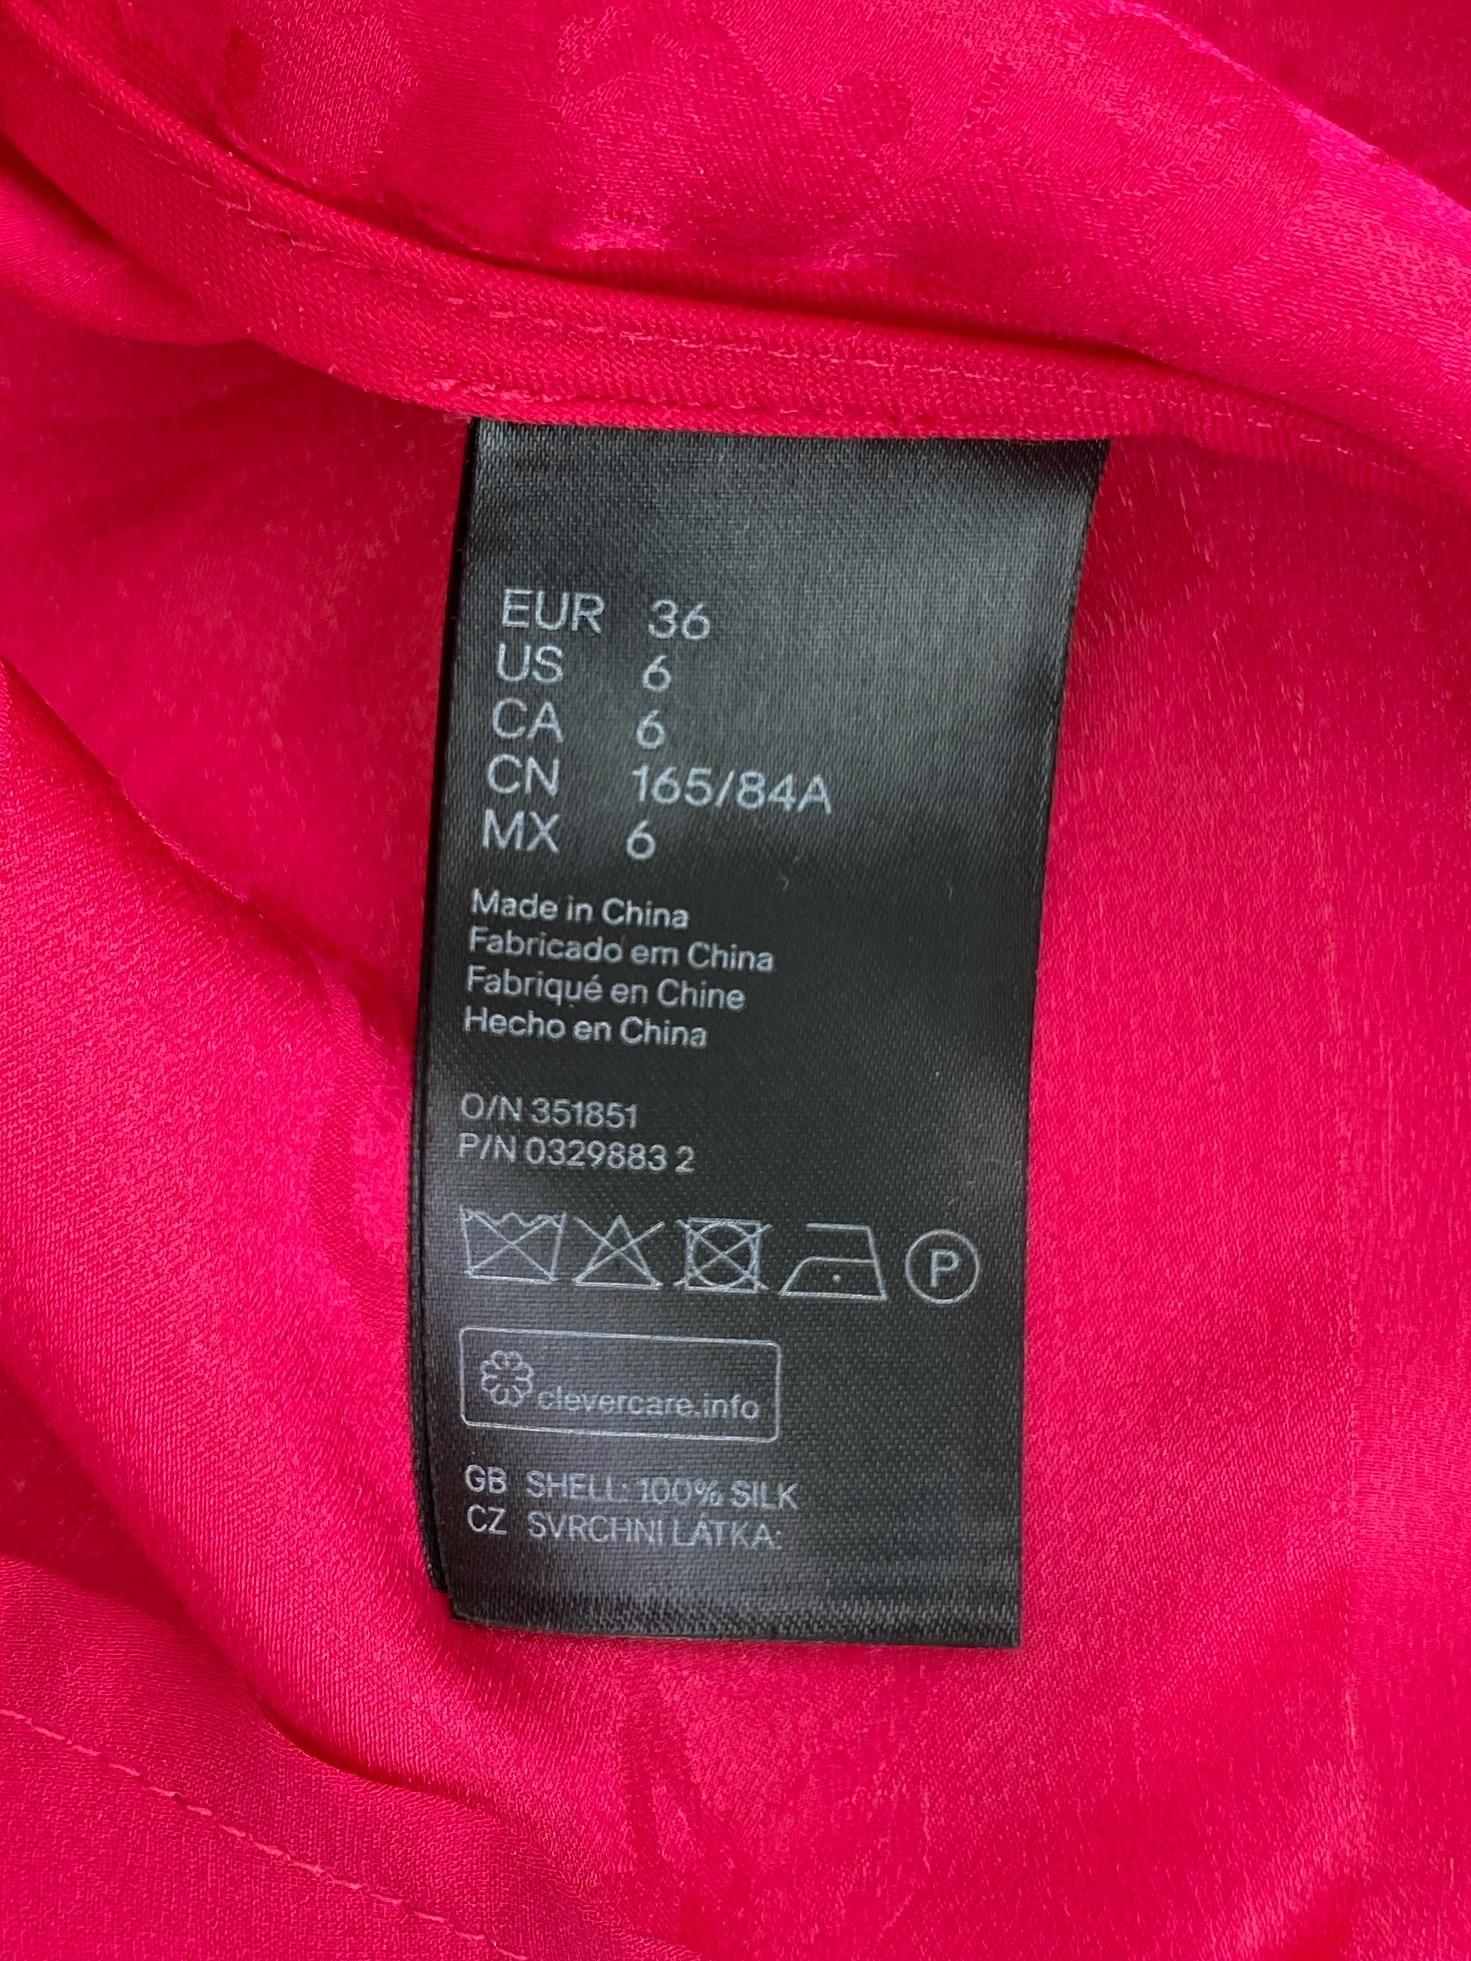 EUR 36
US 6
CA 6
CN 165/84A
MX 6
Made in China
Fabricado em China
Fabriqué en Chine
Hecho en China
O/N 351851
P/N 0329883 2
P
clevercare.info
GB SHELL: 100% SILK
CZ SVRCHNI LÁTKA: